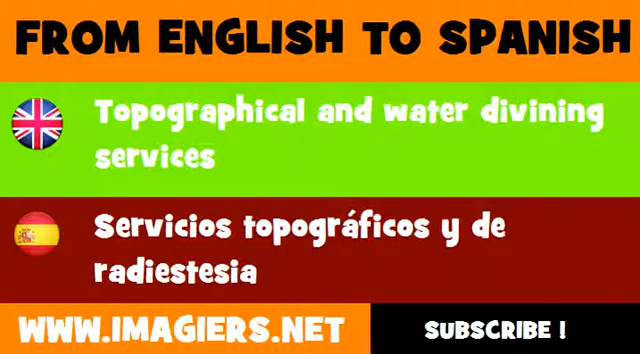 FROM ENGLISH TO SPANISH
Topographical and water divining
services
Servicios topográficos y de
radiestesia
WWW.IMAGIERS.NET
SUBSCRIBE !